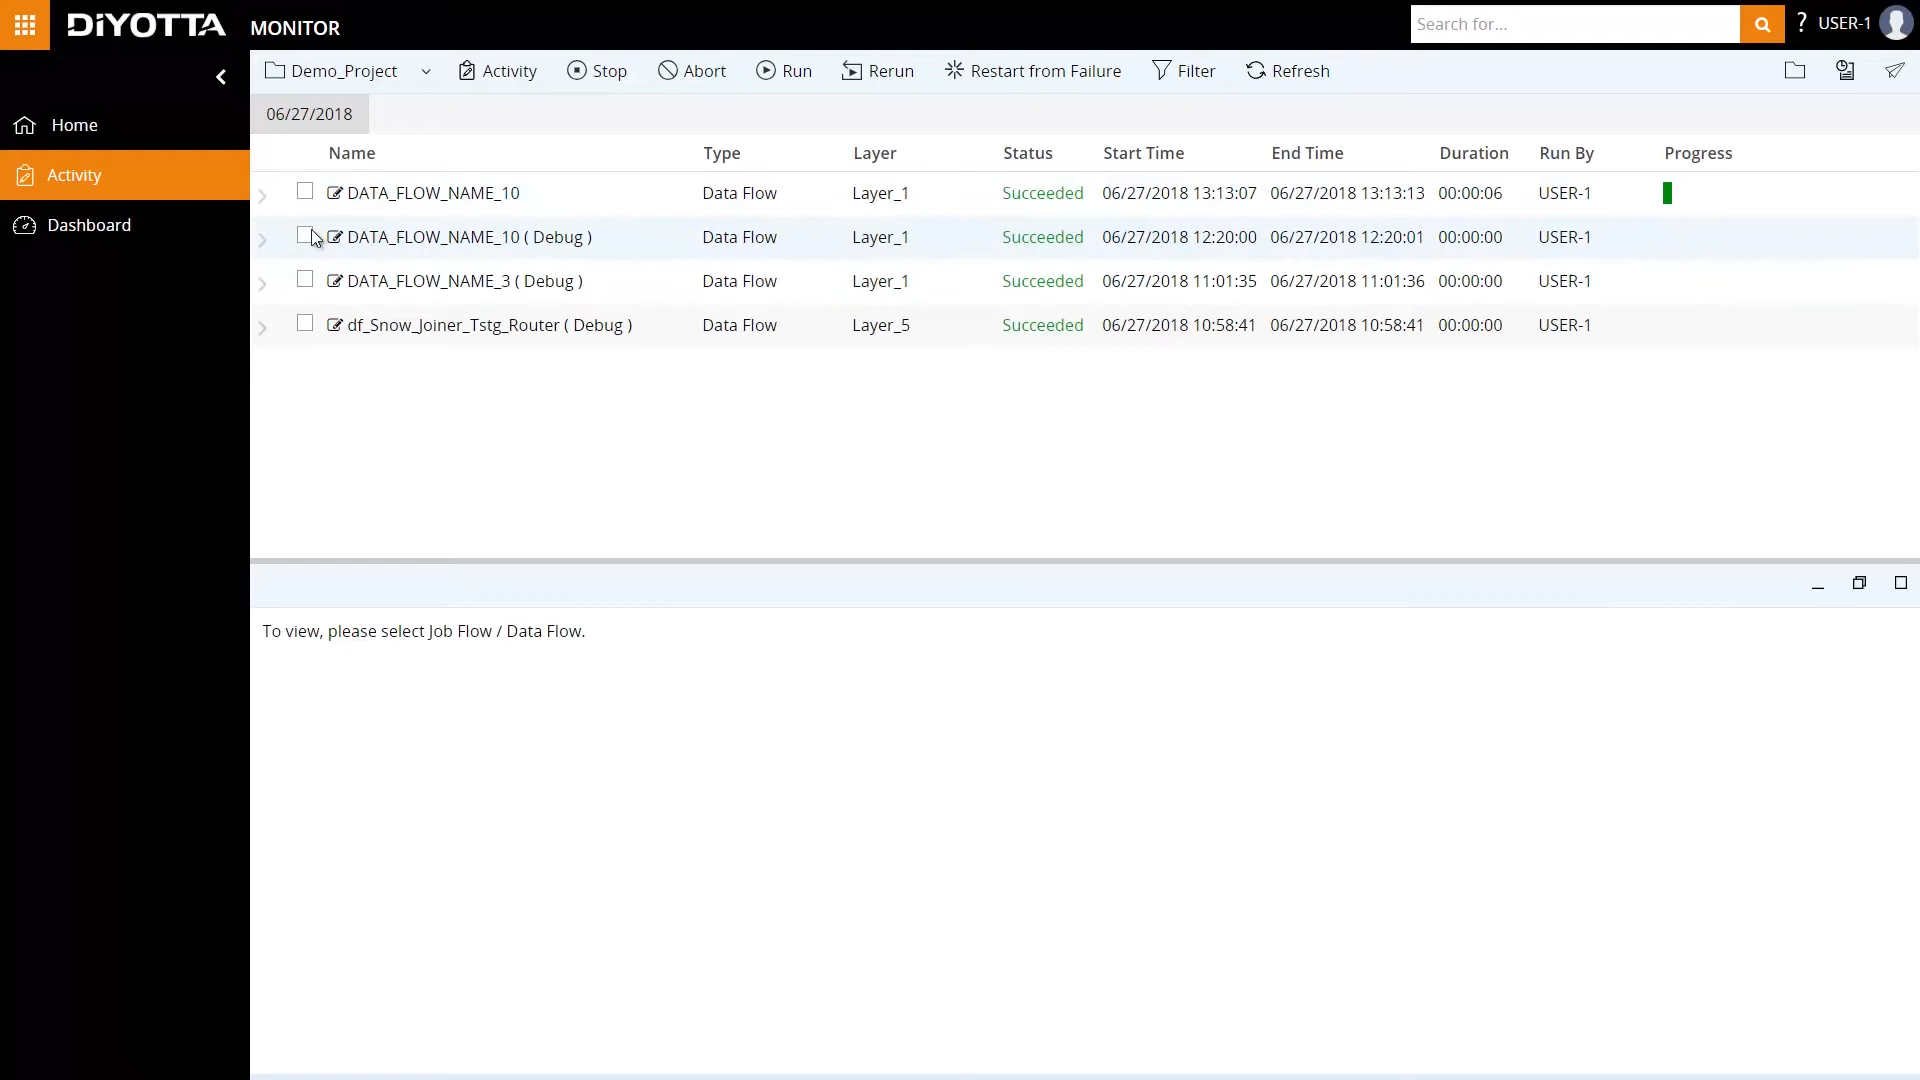 DiYOTTA MONITOR Search for... ? USER-1
Demo_Project Activity Stop Abort Run Rerun Restart from Failure Filter Refresh
Home
Activity
Dashboard
06/27/2018
Name Type Layer Status Start Time End Time Duration Run By Progress
DATA_FLOW_NAME_10 Data Flow Layer_1 Succeeded 06/27/2018 13:13:07 06/27/2018 13:13:13 00:00:06 USER-1
DATA_FLOW_NAME_10 ( Debug ) Data Flow Layer_1 Succeeded 06/27/2018 12:20:00 06/27/2018 12:20:01 00:00:00 USER-1
DATA_FLOW_NAME_3 ( Debug ) Data Flow Layer_1 Succeeded 06/27/2018 11:01:35 06/27/2018 11:01:36 00:00:00 USER-1
df_Snow_Joiner_Tstg_Router ( Debug ) Data Flow Layer_5 Succeeded 06/27/2018 10:58:41 06/27/2018 10:58:41 00:00:00 USER-1
To view, please select Job Flow / Data Flow.